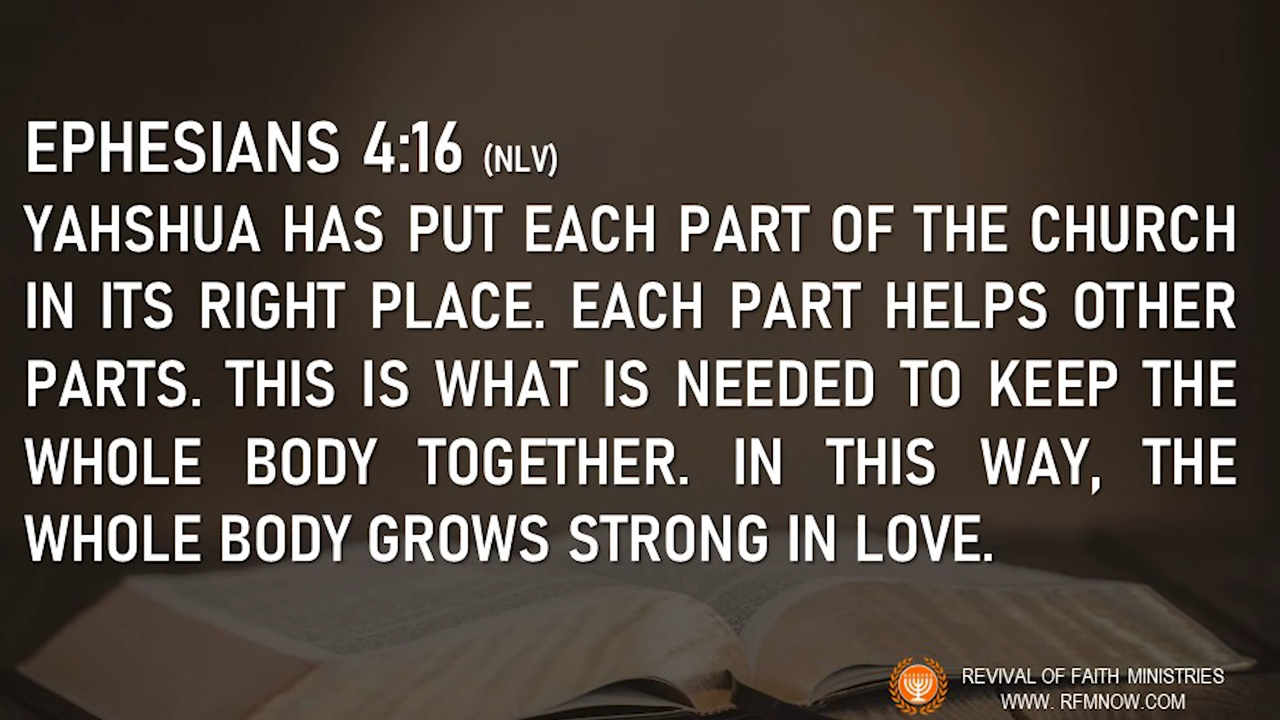 EPHESIANS 4:16 (NLV)
YAHSHUA HAS PUT EACH PART OF THE CHURCH
IN ITS RIGHT PLACE. EACH PART HELPS OTHER
PARTS. THIS IS WHAT IS NEEDED TO KEEP THE
WHOLE BODY TOGETHER. IN THIS WAY, THE
WHOLE BODY GROWS STRONG IN LOVE.
REVIVAL OF FAITH MINISTRIES
WWW. RFMNOW.COM